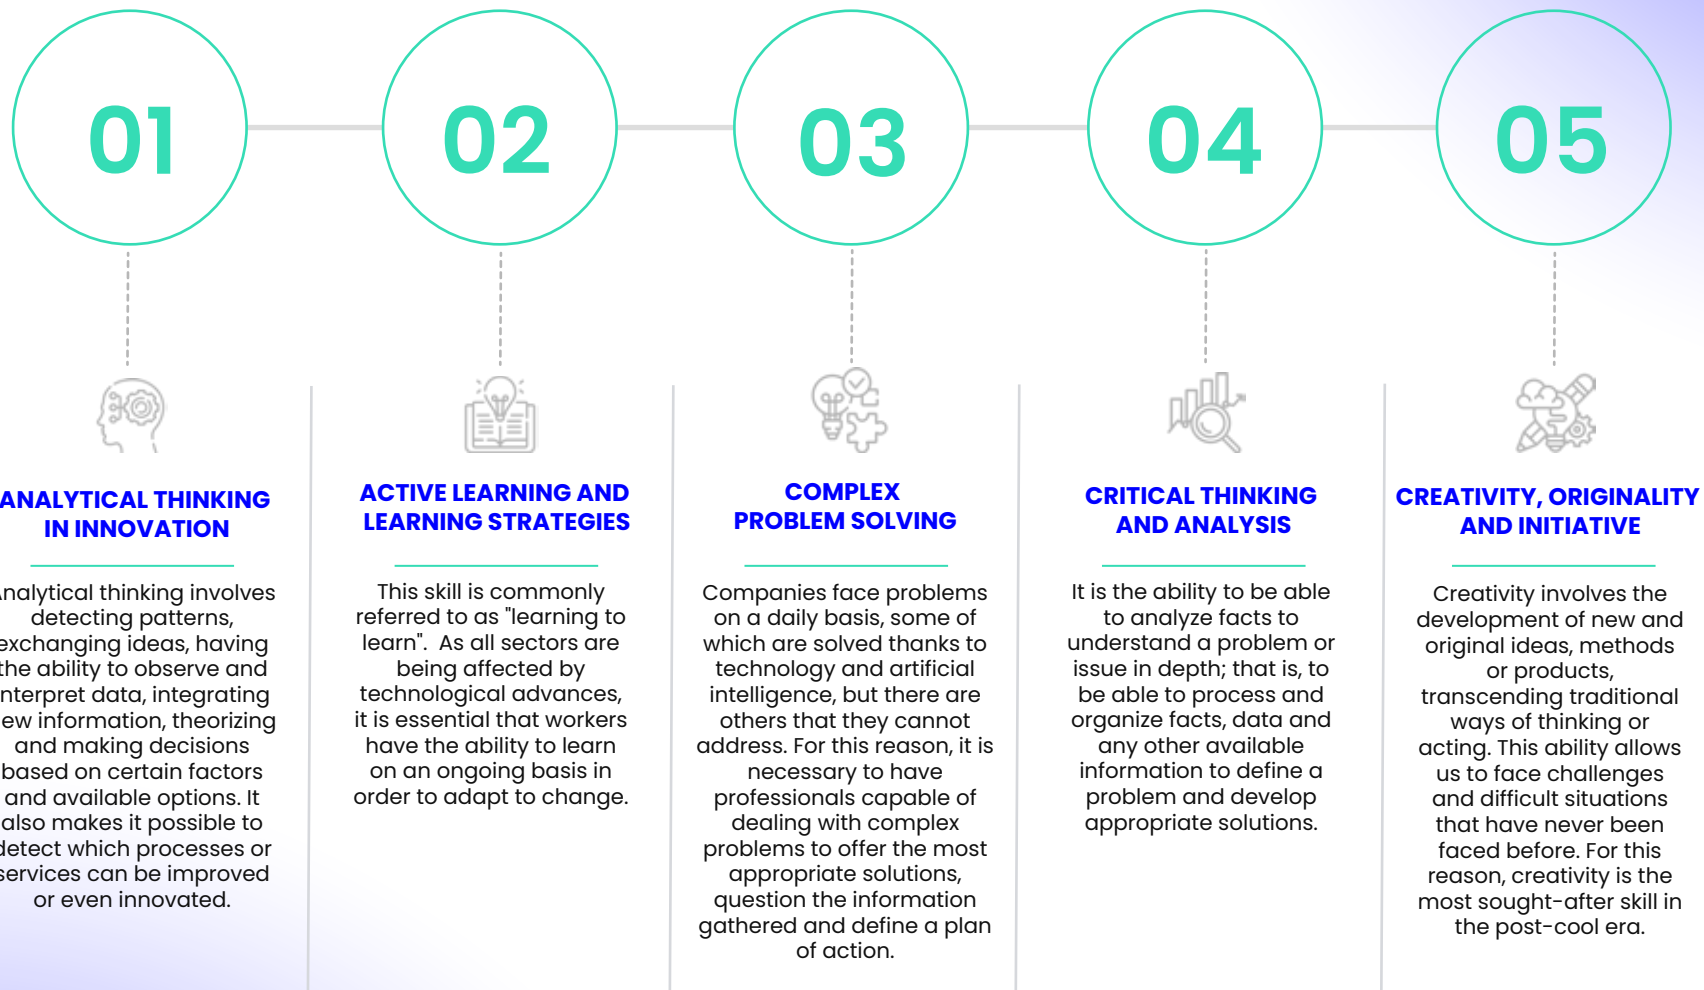 01
02
03
04
05
ANALYTICAL THINKING
IN INNOVATION
Analytical thinking involves
detecting patterns,
exchanging ideas, having
the ability to observe and
interpret data, integrating
new information, theorizing
and making decisions
based on certain factors
and available options. It
also makes it possible to
detect which processes or
services can be improved
or even innovated.
ACTIVE LEARNING AND
LEARNING STRATEGIES
This skill is commonly
referred to as "learning to
learn". As all sectors are
being affected by
technological advances,
it is essential that workers
have the ability to learn
on an ongoing basis in
order to adapt to change.
COMPLEX
PROBLEM SOLVING
Companies face problems
on a daily basis, some of
which are solved thanks to
technology and artificial
intelligence, but there are
others that they cannot
address. For this reason, it is
necessary to have
professionals capable of
dealing with complex
problems to offer the most
appropriate solutions,
question the information
gathered and define a plan
of action.
CRITICAL THINKING
AND ANALYSIS
It is the ability to be able
to analyze facts to
understand a problem or
issue in depth; that is, to
be able to process and
organize facts, data and
any other available
information to define a
problem and develop
appropriate solutions.
CREATIVITY, ORIGINALITY
AND INITIATIVE
Creativity involves the
development of new and
original ideas, methods
or products,
transcending traditional
ways of thinking or
acting. This ability allows
us to face challenges
and difficult situations
that have never been
faced before. For this
reason, creativity is the
most sought-after skill in
the post-cool era.